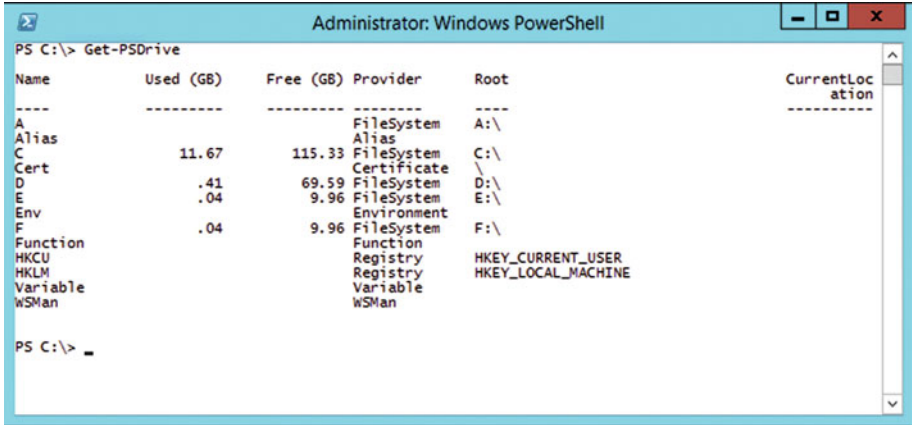 Administrator: Windows PowerShell
PS C:\> Get-PSDrive
Name Used (GB) Free (GB) Provider Root CurrentLoc
ation
---- --------- --------- -------- ---- ----------
A FileSystem A:\
Alias Alias
C 11.67 115.33 FileSystem C:\
Cert Certificate \
D .41 69.59 FileSystem D:\
E .04 9.96 FileSystem E:\
Env Environment
F .04 9.96 FileSystem F:\
Function Function
HKCU Registry HKEY_CURRENT_USER
HKLM Registry HKEY_LOCAL_MACHINE
Variable Variable
WSMan WSMan
PS C:\> _